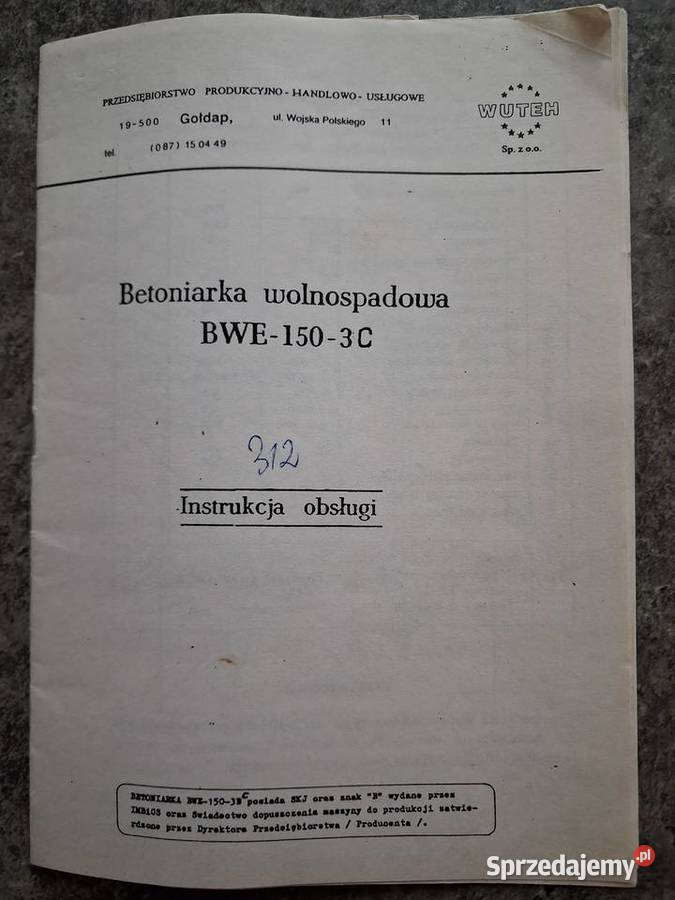 PRZEDSIĘBIORSTWO PRODUKCYJNO-HANDLOWO-USŁUGOWE
19-500 Gołdap, ul. Wojska Polskiego 11
tel. (087) 15 04 49
WUTEH
Sp. z o.o.
Betoniarka wolnospadowa
BWE-150-3C
312
Instrukcja obsługi
BETONIARKA BWE-150-3B C posiada SKJ oraz znak "B" wydane przez
IMBiGS oraz Świadectwo dopuszczenia maszyny do produkcji zatwie-
rdzone przez Dyrektora Przedsiębiorstwa / Producenta /.
Sprzedajemy.pl